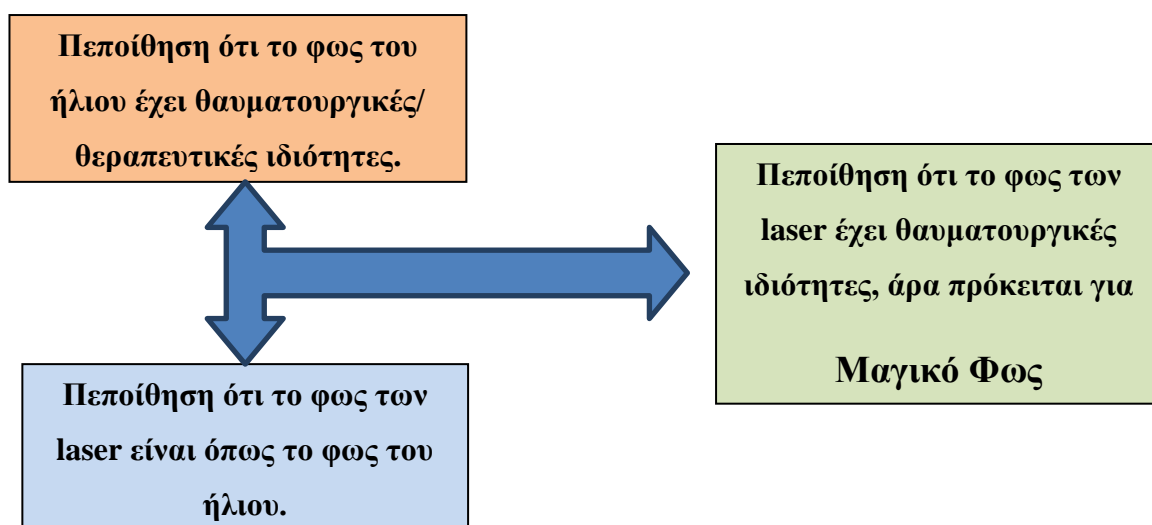 Πεποίθηση ότι το φως του
ήλιου έχει θαυματουργικές/
θεραπευτικές ιδιότητες.
Πεποίθηση ότι το φως των
laser έχει θαυματουργικές
ιδιότητες, άρα πρόκειται για
Μαγικό Φως
Πεποίθηση ότι το φως των
laser είναι όπως το φως του
ήλιου.